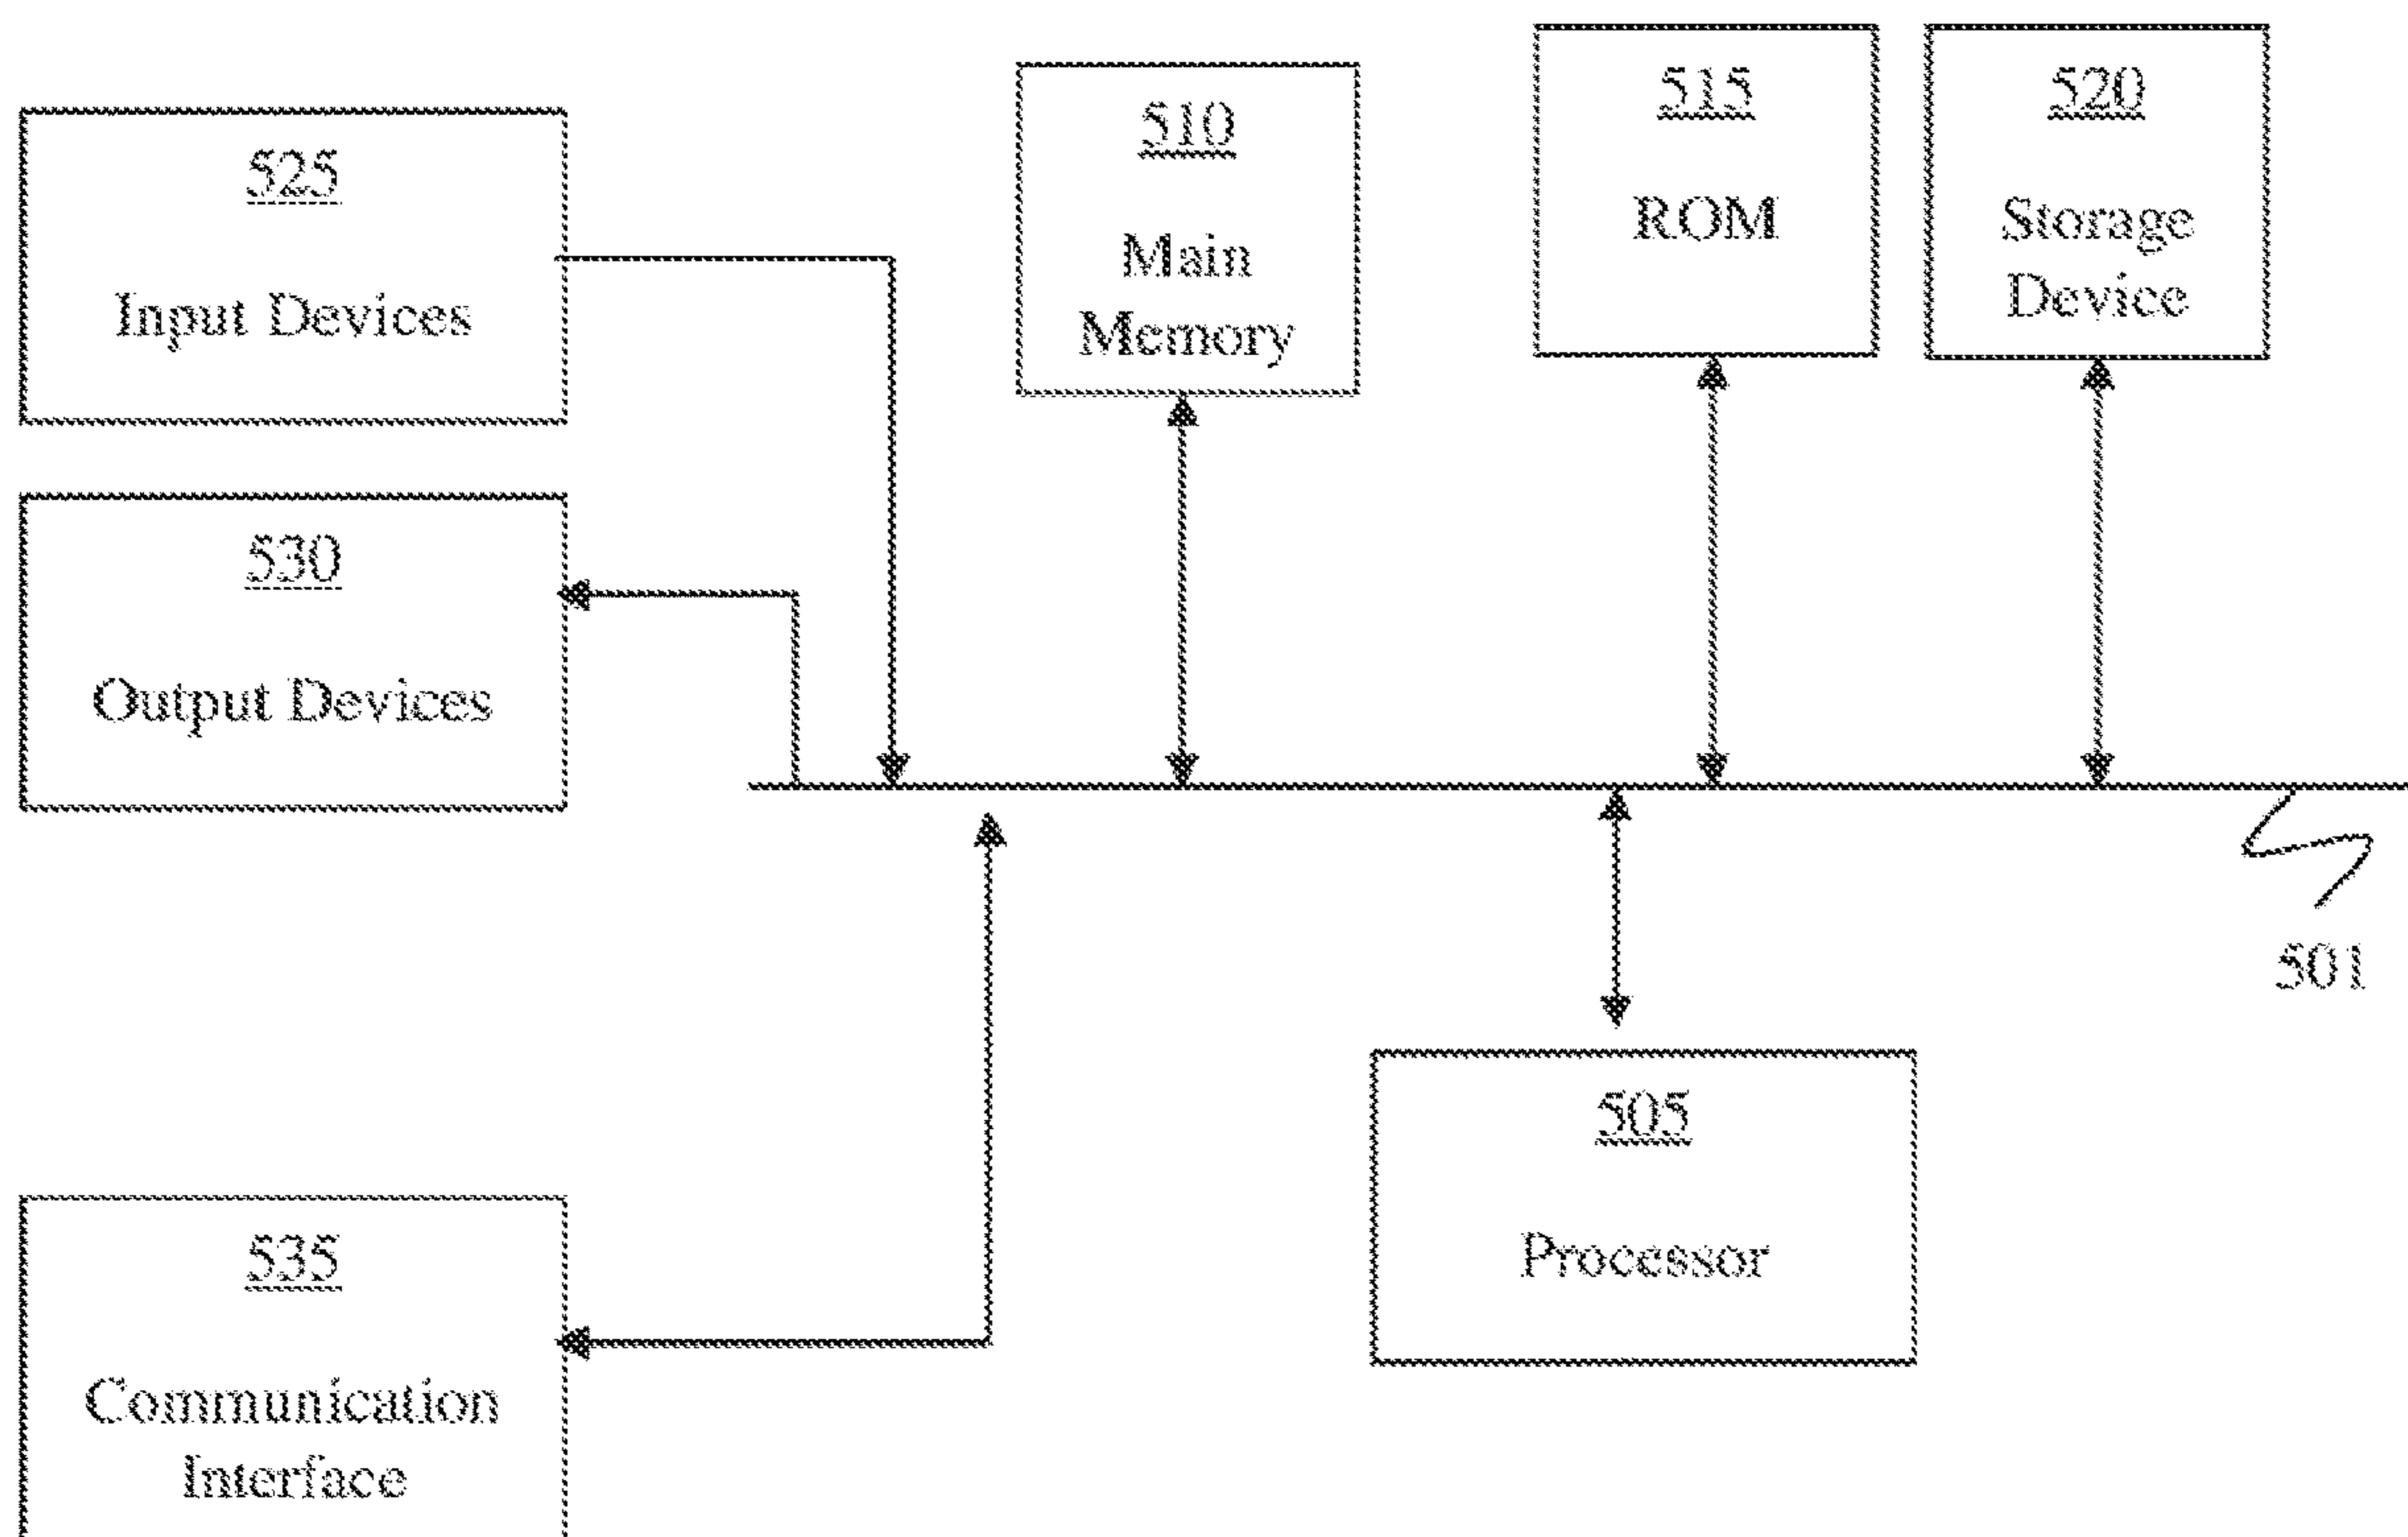 525
Input Devices
510
Main
Memory
515
ROM
520
Storage
Device
530
Output Devices
501
505
Processor
535
Communication
Interface